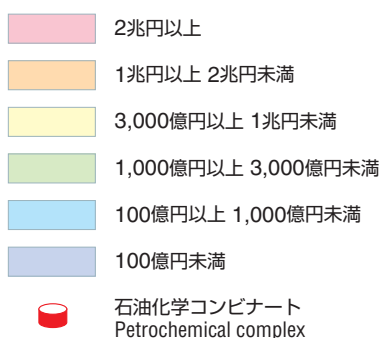 2兆円以上
1兆円以上 2兆円未満
3,000億円以上 1兆円未満
1,000億円以上 3,000億円未満
100億円以上 1,000億円未満
100億円未満
石油化学コンビナート
Petrochemical complex